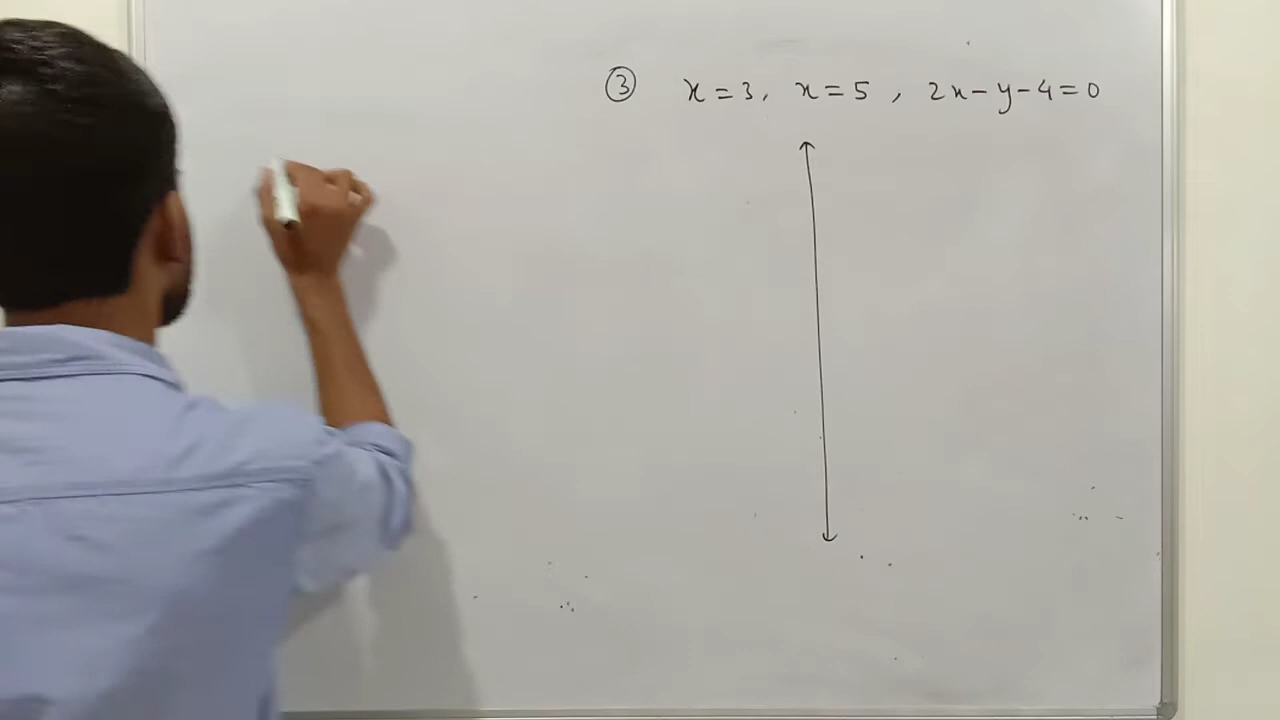 ③ x=3, x=5, 2x-y-4=0